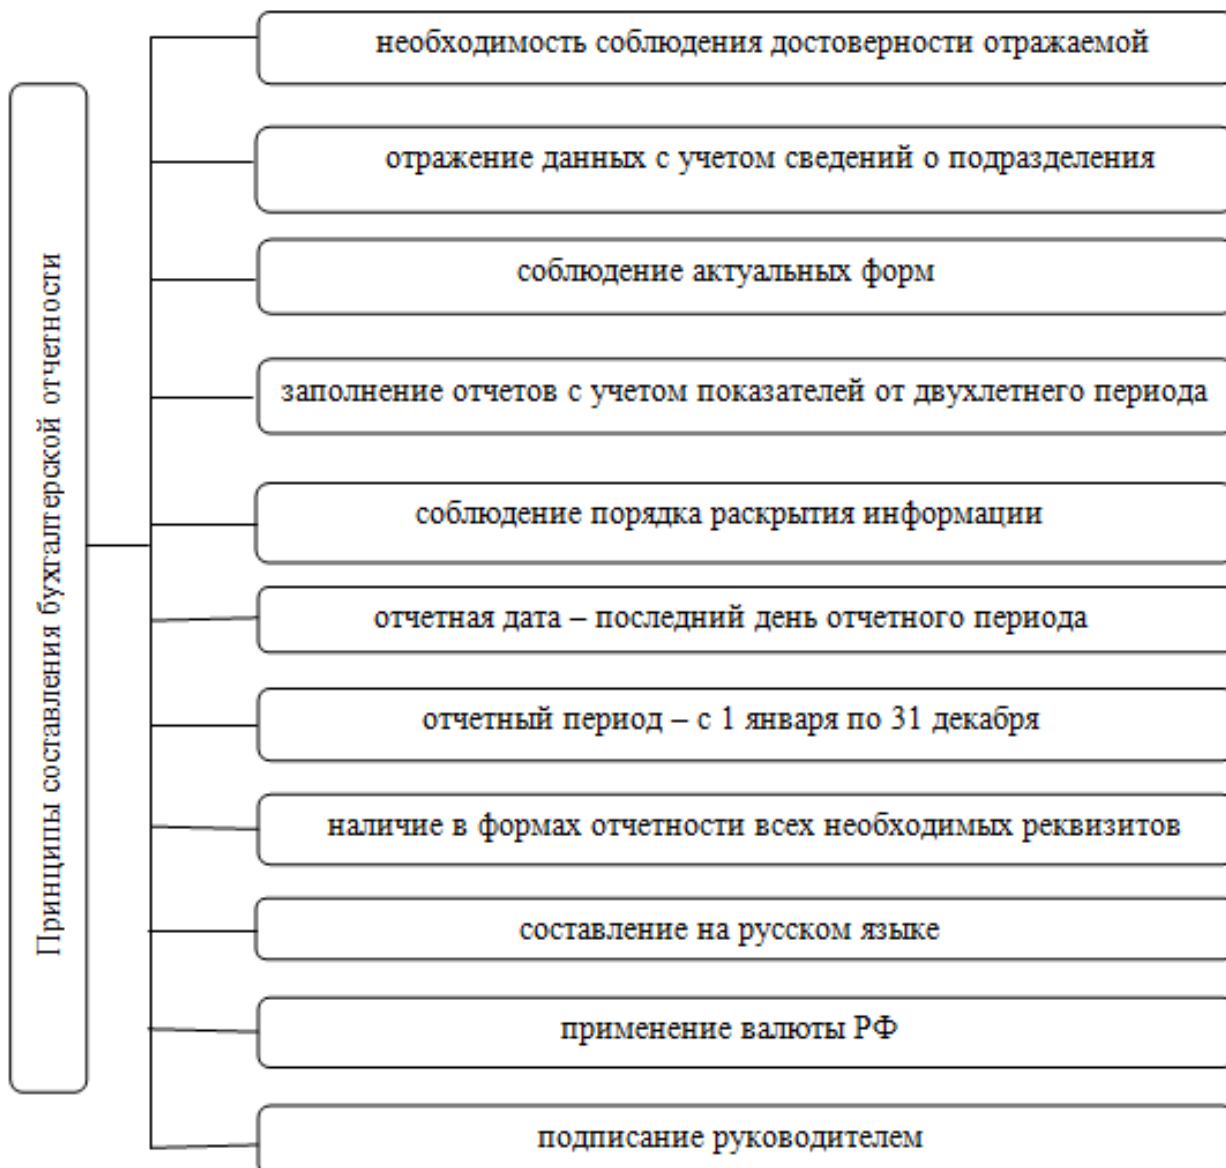 Принципы составления бухгалтерской отчетности
необходимость соблюдения достоверности отражаемой
отражение данных с учетом сведений о подразделения
соблюдение актуальных форм
заполнение отчетов с учетом показателей от двухлетнего периода
соблюдение порядка раскрытия информации
отчетная дата – последний день отчетного периода
отчетный период – с 1 января по 31 декабря
наличие в формах отчетности всех необходимых реквизитов
составление на русском языке
применение валюты РФ
подписание руководителем